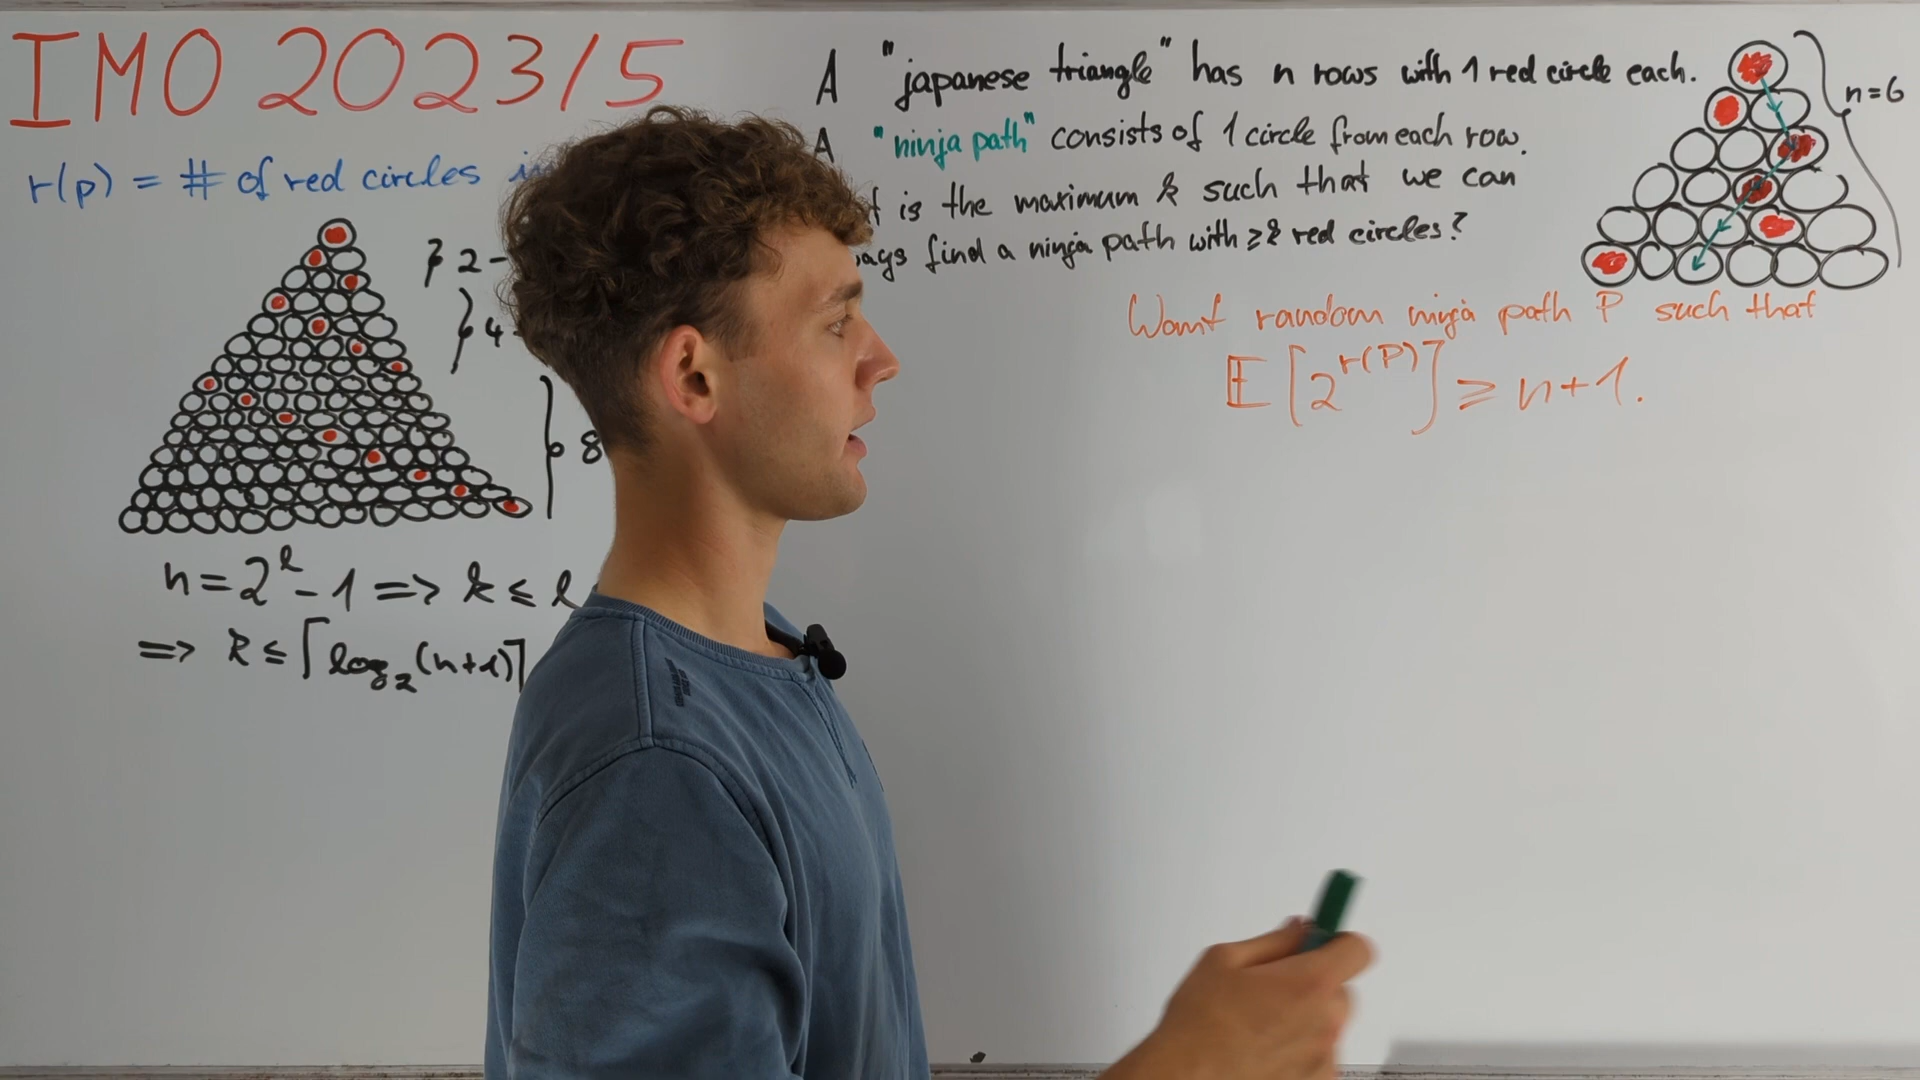 IMO 2023/5
r(p) = # of red circles
2-
4-
8
n = 2^l - 1 => k ≤ l
=> k ≤ ⌈log₂(n+1)⌉
A "japanese triangle" has n rows with 1 red circle each.
A "ninja path" consists of 1 circle from each row.
is the maximum k such that we can
find a ninja path with ≥ k red circles?
n=6
Want random ninja path P such that
E[2^r(P)] ≥ n+1.